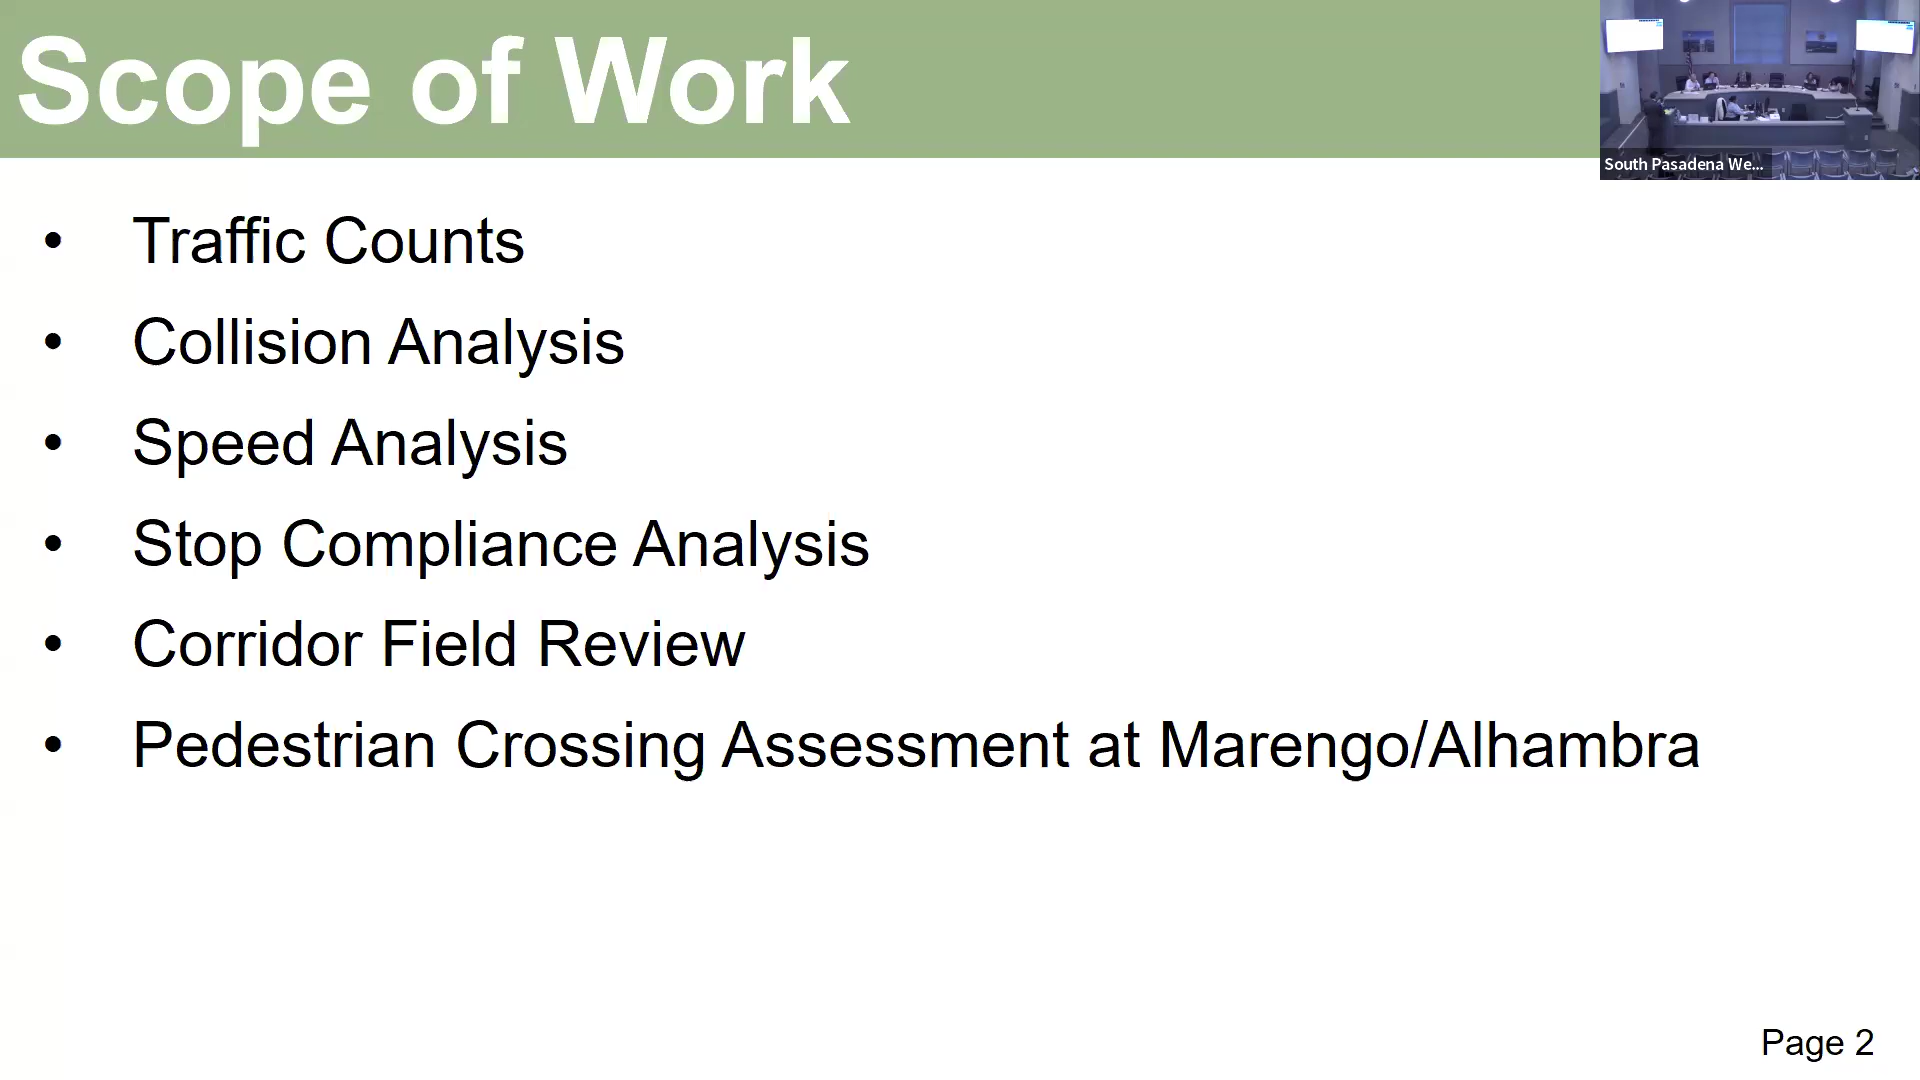 Scope of Work
South Pasadena We...
• Traffic Counts
• Collision Analysis
• Speed Analysis
• Stop Compliance Analysis
• Corridor Field Review
• Pedestrian Crossing Assessment at Marengo/Alhambra
Page 2